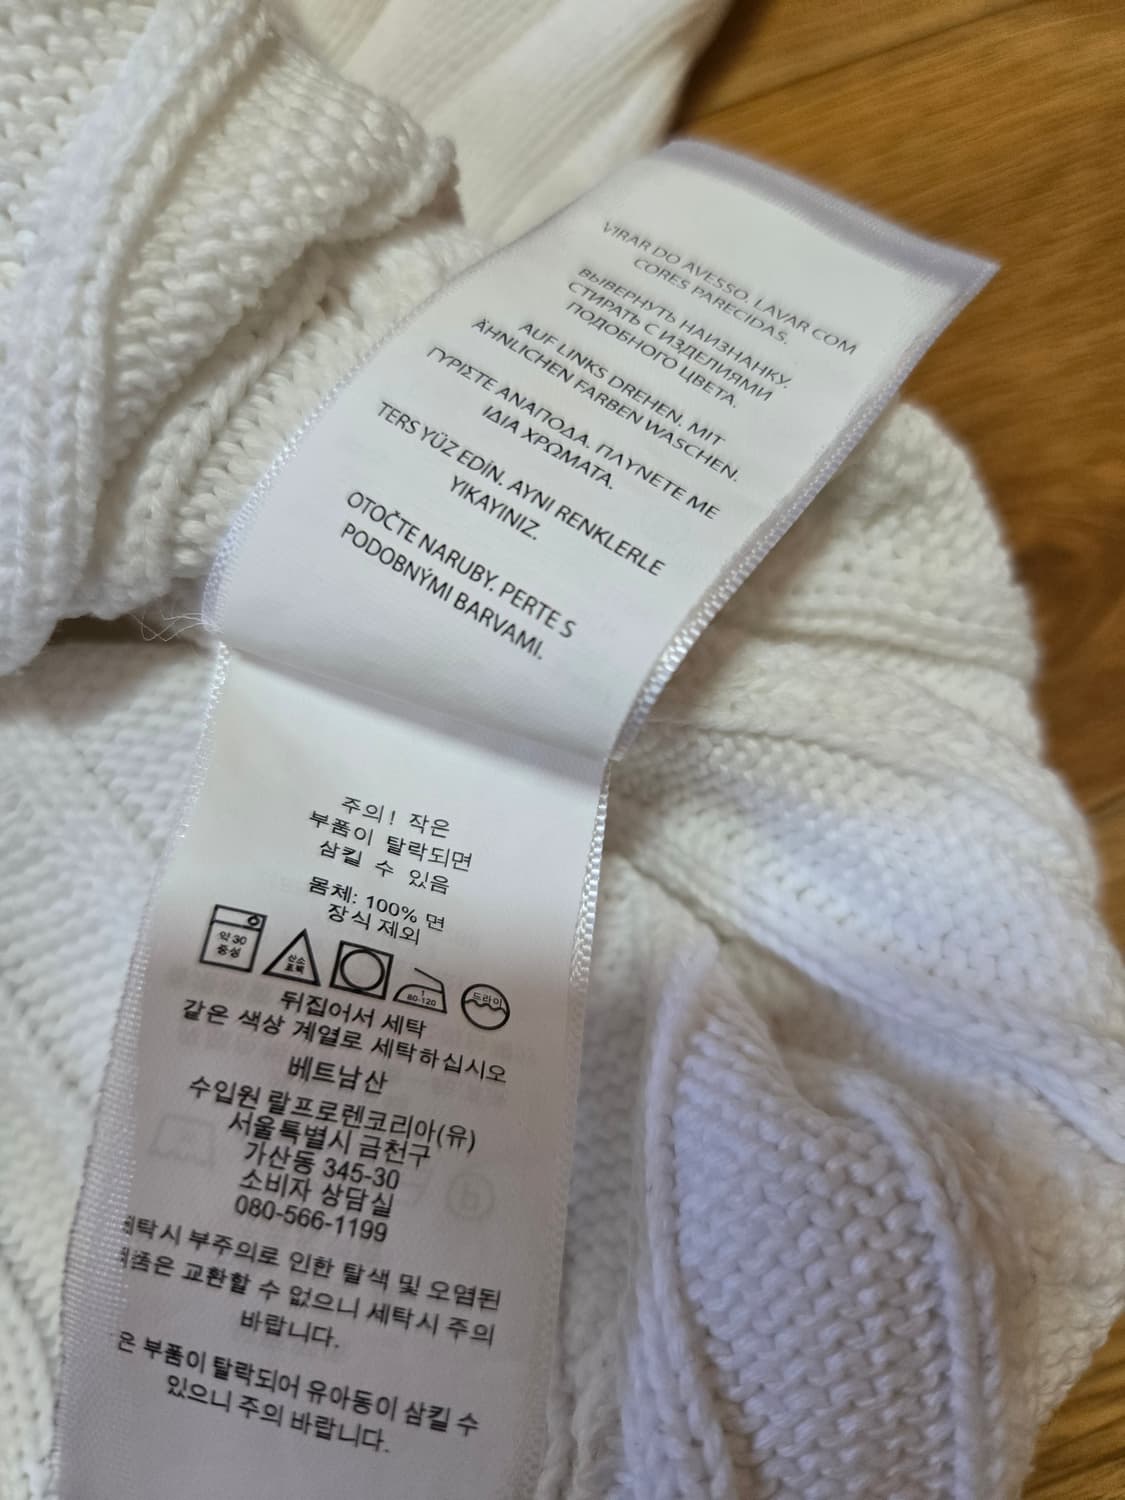 VIRAR DO AVESSO. LAVAR COM
CORES PARECIDAS.
ВЫВЕРНУТЬ НАИЗНАНКУ.
СТИРАТЬ С ИЗДЕЛИЯМИ
ПОДОБНОГО ЦВЕТА.
AUF LINKS DREHEN. MIT
ÄHNLICHEN FARBEN WASCHEN.
ΓΥΡΙΣΤΕ ΑΝΑΠΟΔΑ. ΠΛΥΝΕΤΕ ΜΕ
ΙΔΙΑ ΧΡΩΜΑΤΑ.
TERS YÜZ EDİN. AYNI RENKLERLE
YIKAYINIZ.
OTOČTE NARUBY. PERTE S
PODOBNÝMI BARVAMI.
주의! 작은
부품이 탈락되면
삼킬 수 있음
몸체: 100% 면
장식 제외
약 30
중성
산소
표백
1
80-120
드라이
뒤집어서 세탁
같은 색상 계열로 세탁하십시오
베트남산
수입원 랄프로렌코리아(유)
서울특별시 금천구
가산동 345-30
소비자 상담실
080-566-1199
세탁시 부주의로 인한 탈색 및 오염된
제품은 교환할 수 없으니 세탁시 주의
바랍니다.
은 부품이 탈락되어 유아동이 삼킬 수
있으니 주의 바랍니다.